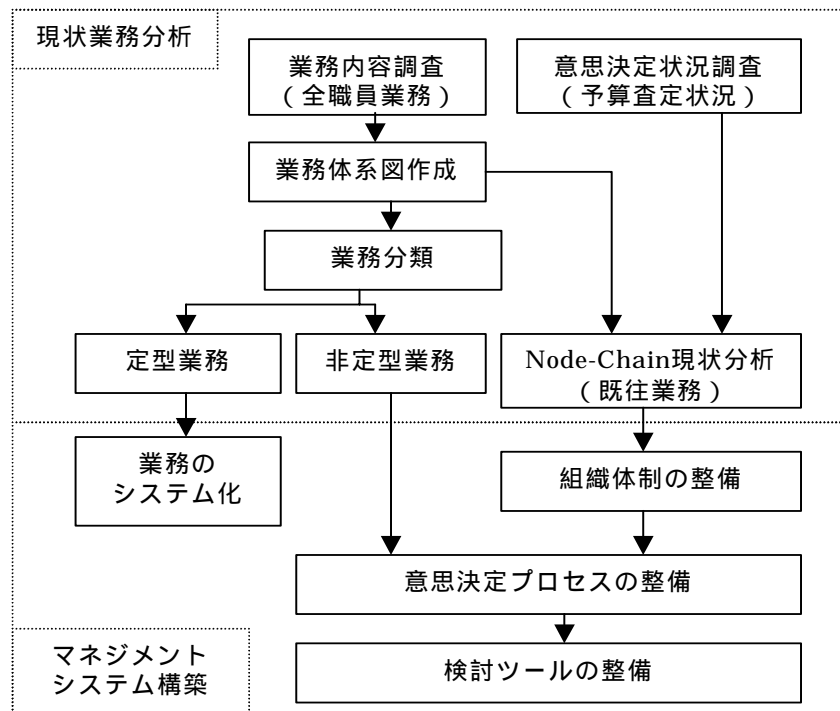 現状業務分析
業務内容調査
（全職員業務）
意思決定状況調査
（予算査定状況）
業務体系図作成
業務分類
定型業務
非定型業務
Node-Chain現状分析
（既往業務）
業務の
システム化
組織体制の整備
意思決定プロセスの整備
マネジメント
システム構築
検討ツールの整備